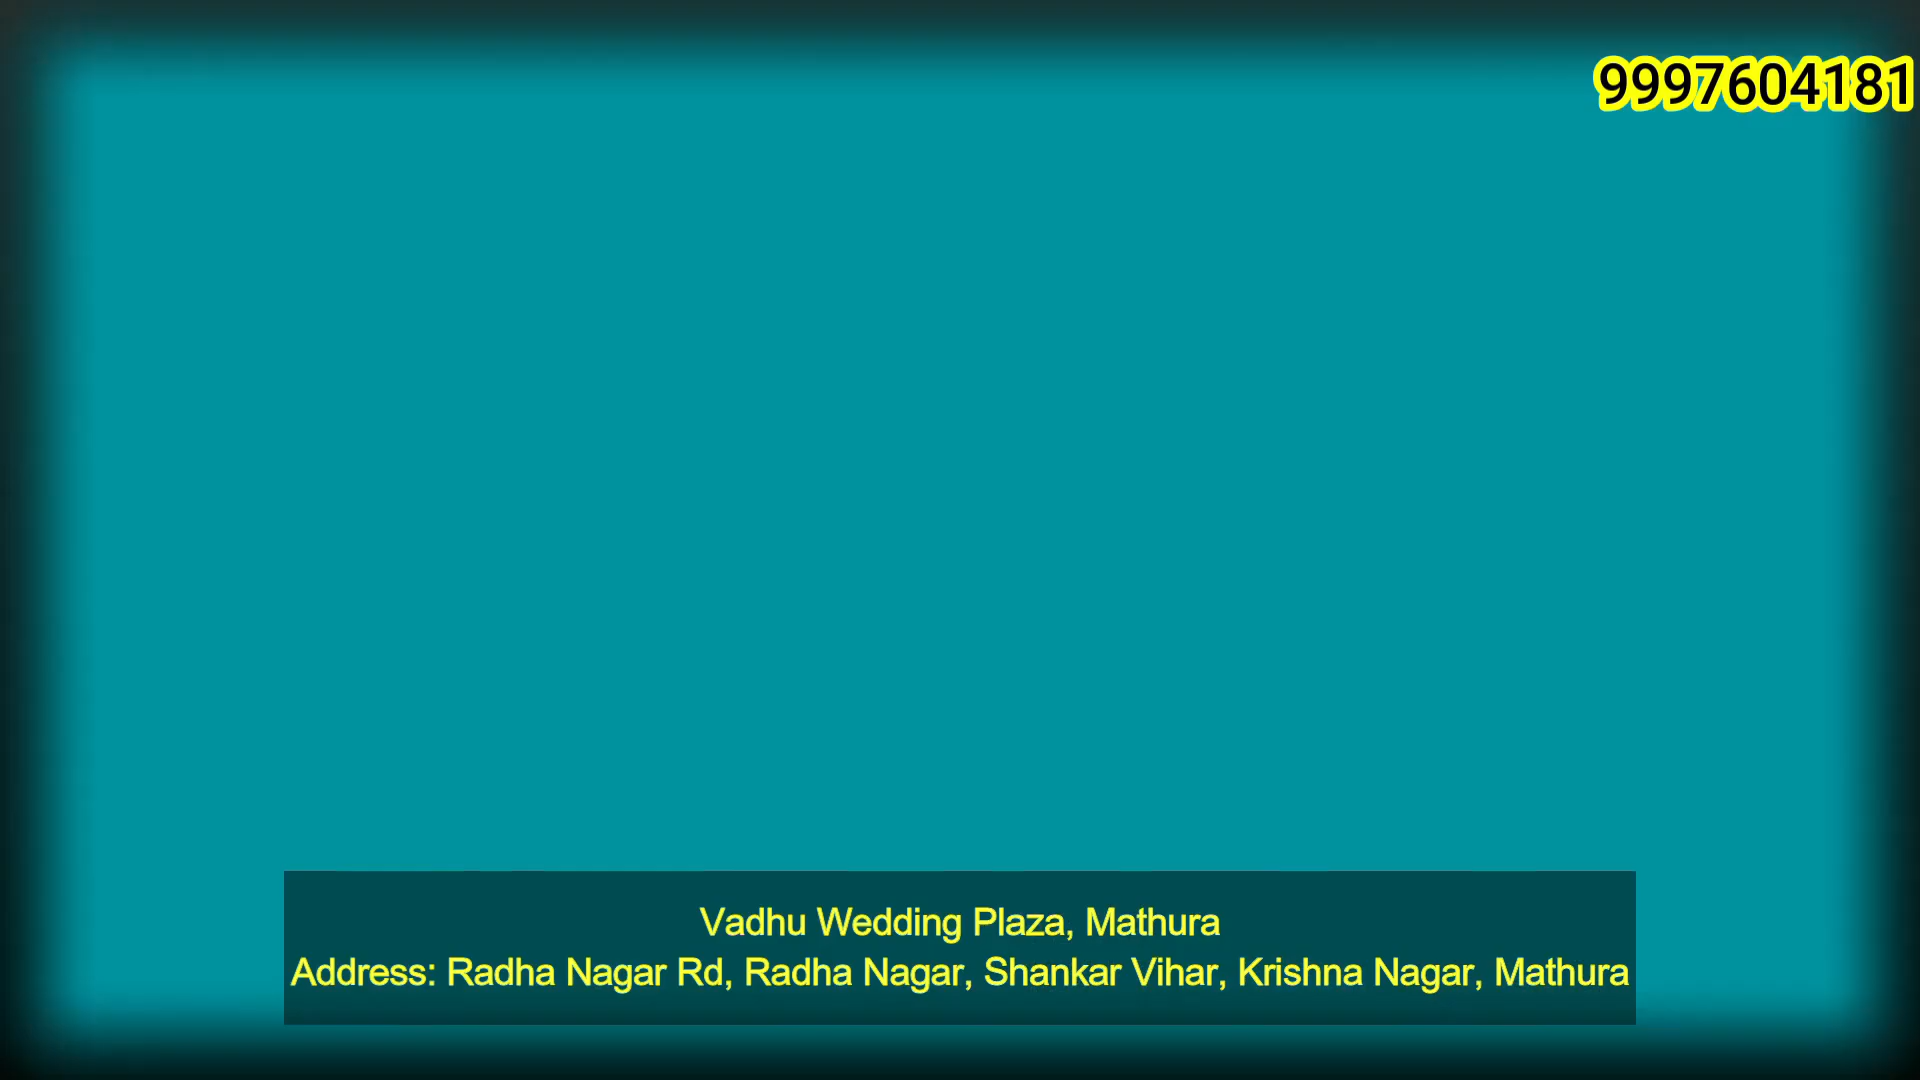 9997604181
Vadhu Wedding Plaza, Mathura
Address: Radha Nagar Rd, Radha Nagar, Shankar Vihar, Krishna Nagar, Mathura